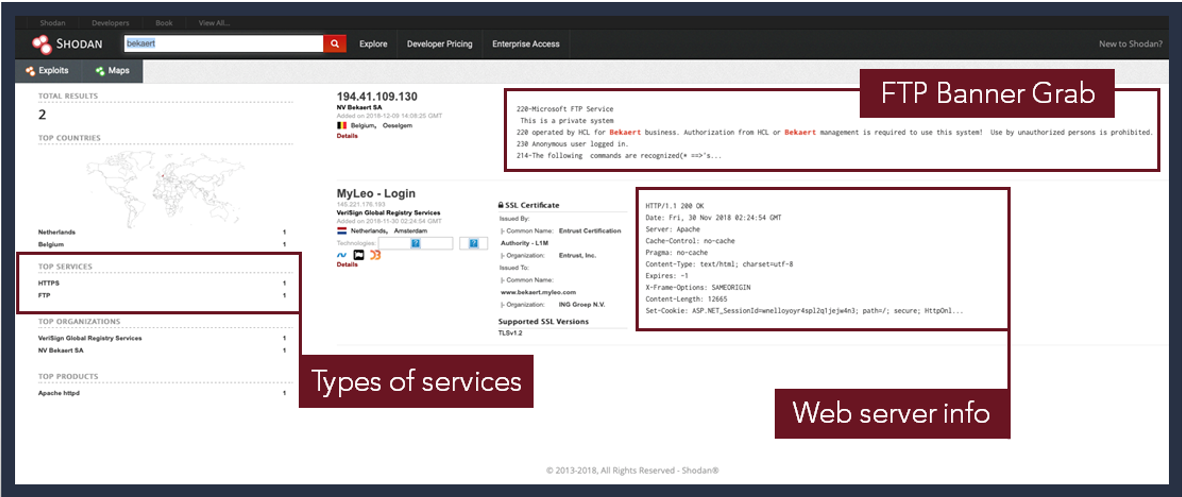 Shodan Developers Book View All...
SHODAN bekaert Explore Developer Pricing Enterprise Access New to Shodan?
Exploits Maps
TOTAL RESULTS
2
TOP COUNTRIES
Netherlands 1
Belgium 1
TOP SERVICES
HTTPS 1
FTP 1
TOP ORGANIZATIONS
VeriSign Global Registry Services 1
NV Bekaert SA 1
TOP PRODUCTS
Apache httpd 1
Types of services
194.41.109.130
NV Bekaert SA
Added on 2018-12-09 14:08:25 GMT
Belgium, Oeselgem
Details
FTP Banner Grab
220-Microsoft FTP Service
This is a private system
220 operated by HCL for Bekaert business. Authorization from HCL or Bekaert management is required to use this system! Use by unauthorized persons is prohibited.
230 Anonymous user logged in.
214-The following commands are recognized(* ==>'s...
MyLeo - Login
145.221.176.193
VeriSign Global Registry Services
Added on 2018-11-30 02:24:54 GMT
Netherlands, Amsterdam
Technologies: ? ?
Details
SSL Certificate
Issued By:
|- Common Name: Entrust Certification
Authority - L1M
|- Organization: Entrust, Inc.
Issued To:
|- Common Name:
www.bekaert.myleo.com
|- Organization: ING Groep N.V.
Supported SSL Versions
TLSv1.2
HTTP/1.1 200 OK
Date: Fri, 30 Nov 2018 02:24:54 GMT
Server: Apache
Cache-Control: no-cache
Pragma: no-cache
Content-Type: text/html; charset=utf-8
Expires: -1
X-Frame-Options: SAMEORIGIN
Content-Length: 12665
Set-Cookie: ASP.NET_SessionId=wnelloyoyr4spl2q1jejw4n3; path=/; secure; HttpOnl...
Web server info
© 2013-2018, All Rights Reserved - Shodan®